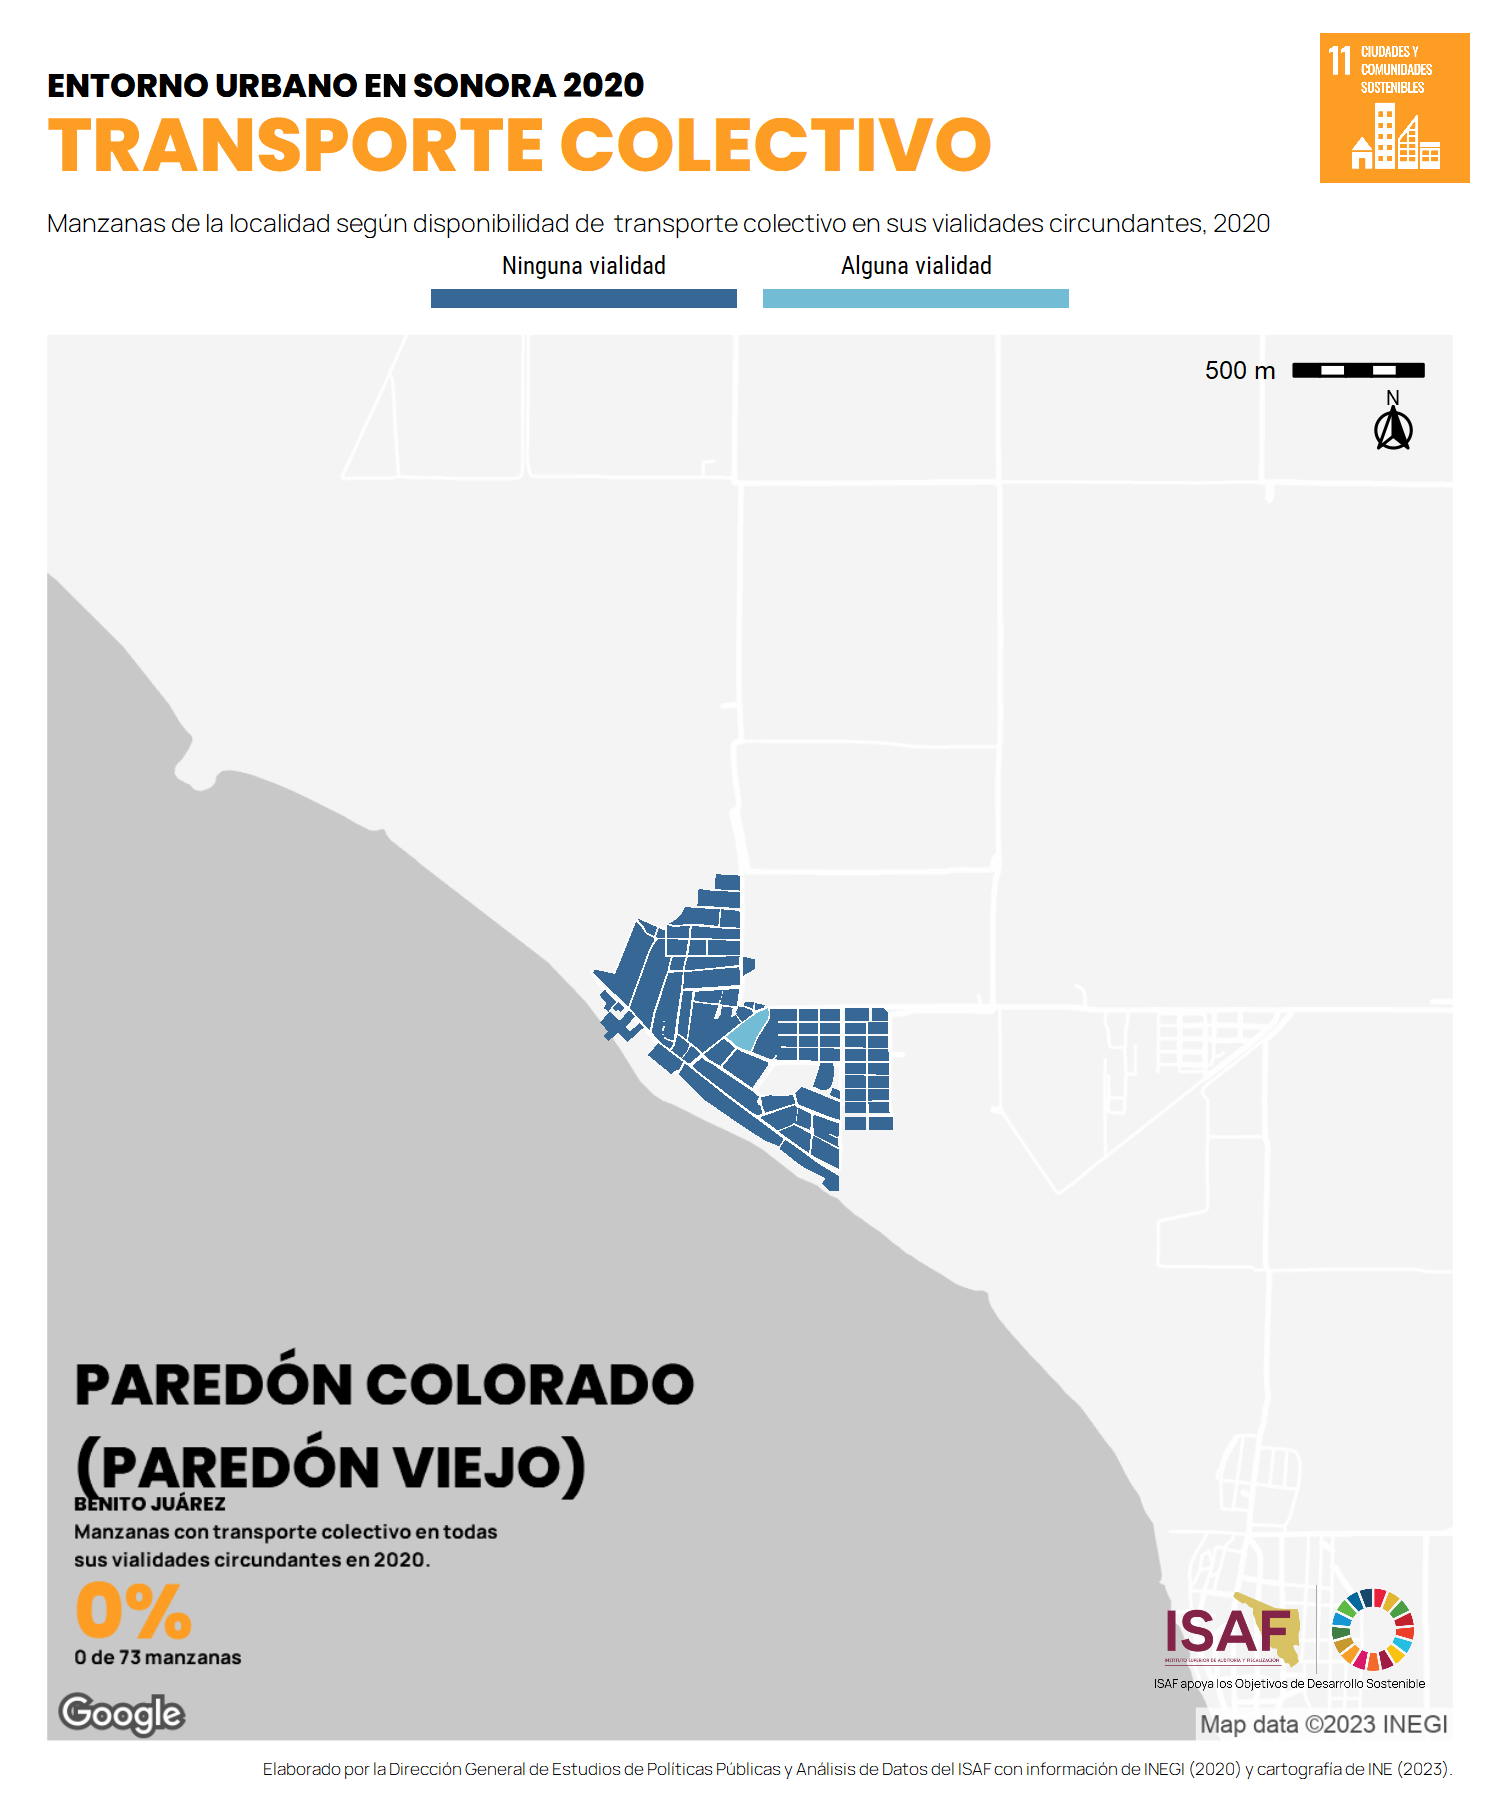 ENTORNO URBANO EN SONORA 2020
TRANSPORTE COLECTIVO
11 CIUDADES Y
COMUNIDADES
SOSTENIBLES
Manzanas de la localidad según disponibilidad de transporte colectivo en sus vialidades circundantes, 2020
Ninguna vialidad
Alguna vialidad
500 m
N
PAREDÓN COLORADO
(PAREDÓN VIEJO)
BENITO JUÁREZ
Manzanas con transporte colectivo en todas
sus vialidades circundantes en 2020.
0%
0 de 73 manzanas
Google
ISAF
INSTITUTO SUPERIOR DE AUDITORÍA Y FISCALIZACIÓN
ISAF apoya los Objetivos de Desarrollo Sostenible
Map data ©2023 INEGI
Elaborado por la Dirección General de Estudios de Políticas Públicas y Análisis de Datos del ISAF con información de INEGI (2020) y cartografía de INE (2023).